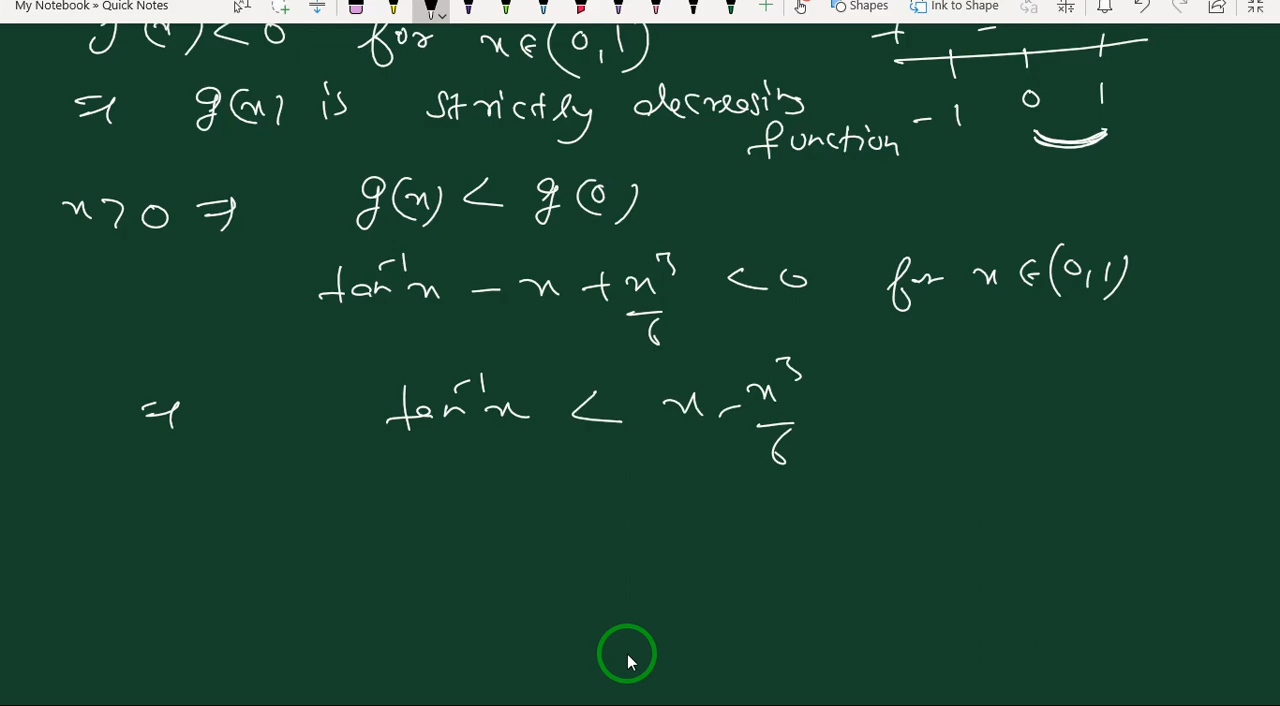 My Notebook » Quick Notes Shapes Ink to Shape
g'(x) < 0 for x ∈ (0, 1) + -
⇒ g(x) is strictly decreasing function -1 0 1
x > 0 ⇒ g(x) < g(0)
tan⁻¹x - x + x³/6 < 0 for x ∈ (0, 1)
⇒ tan⁻¹x < x - x³/6